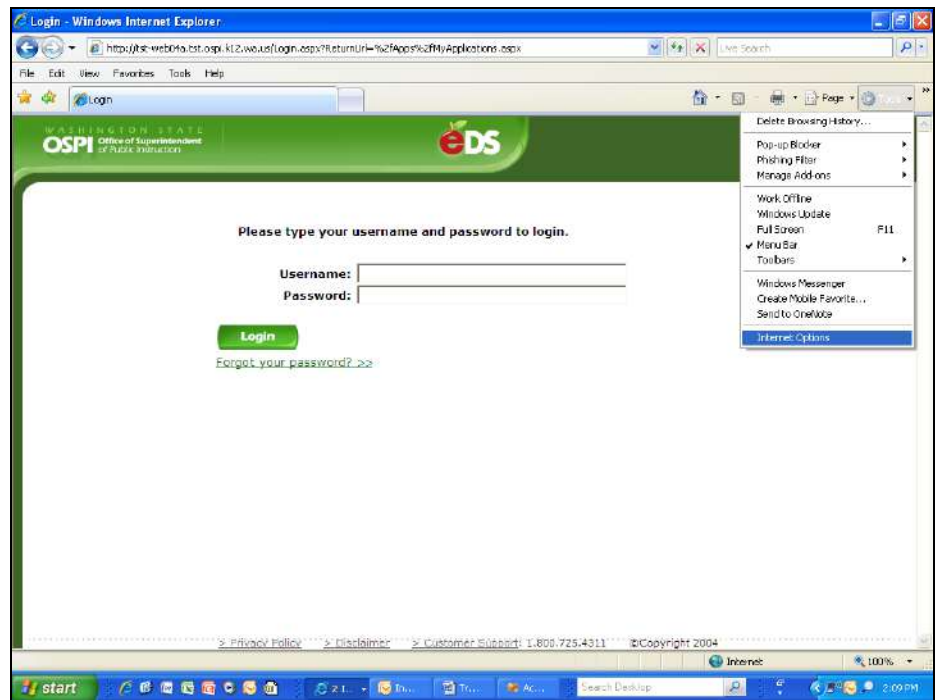 Login - Windows Internet Explorer
http://tst-web04a.tst.ospi.k12.wa.us/Login.aspx?ReturnUrl=%2fApps%2fMyApplications.aspx
Live Search
File Edit View Favorites Tools Help
Login
Page
WASHINGTON STATE
OSPI Office of Superintendent
of Public Instruction
eDS
Delete Browsing History...
Pop-up Blocker
Phishing Filter
Manage Add-ons
Work Offline
Windows Update
Full Screen F11
Menu Bar
Toolbars
Windows Messenger
Create Mobile Favorite...
Send to OneNote
Internet Options
Please type your username and password to login.
Username:
Password:
Login
Forgot your password? >>
> Privacy Policy > Disclaimer > Customer Support: 1.800.725.4311 ©Copyright 2004
Internet 100%
start 2 I... In... Tr... Ac... Search Desktop 2:09 PM